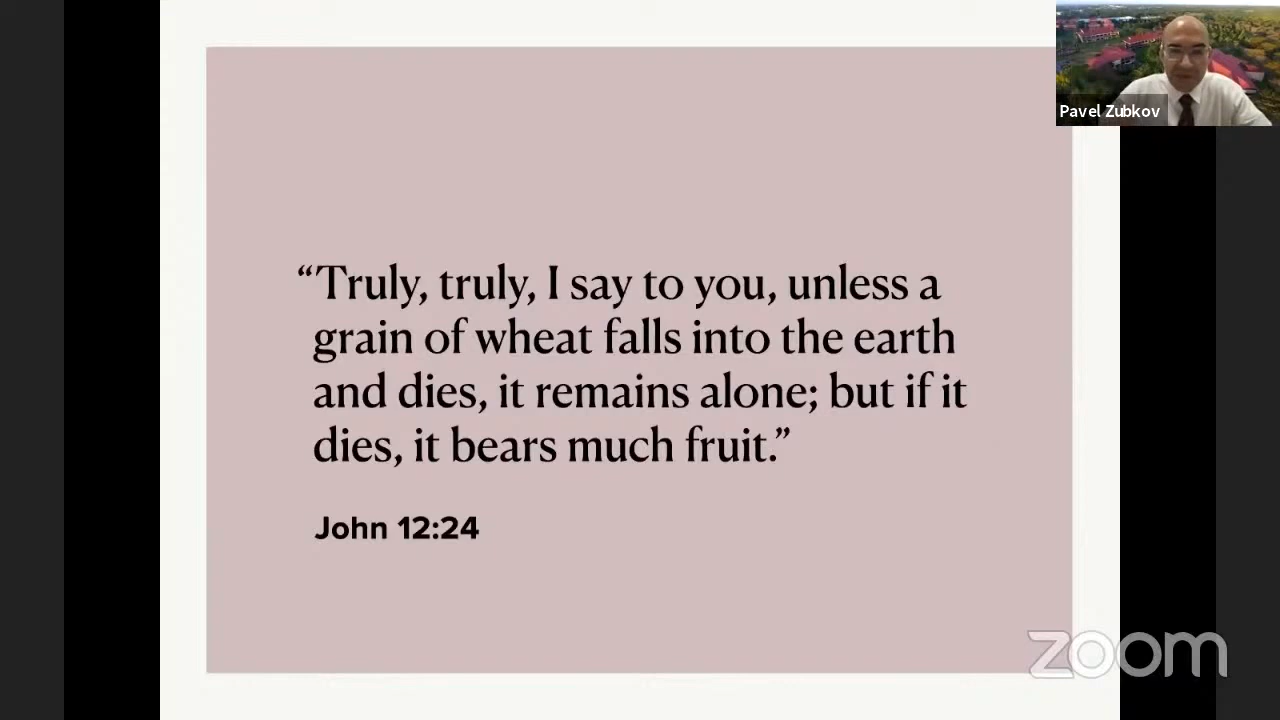 Pavel Zubkov
“Truly, truly, I say to you, unless a
grain of wheat falls into the earth
and dies, it remains alone; but if it
dies, it bears much fruit.”
John 12:24
zoom